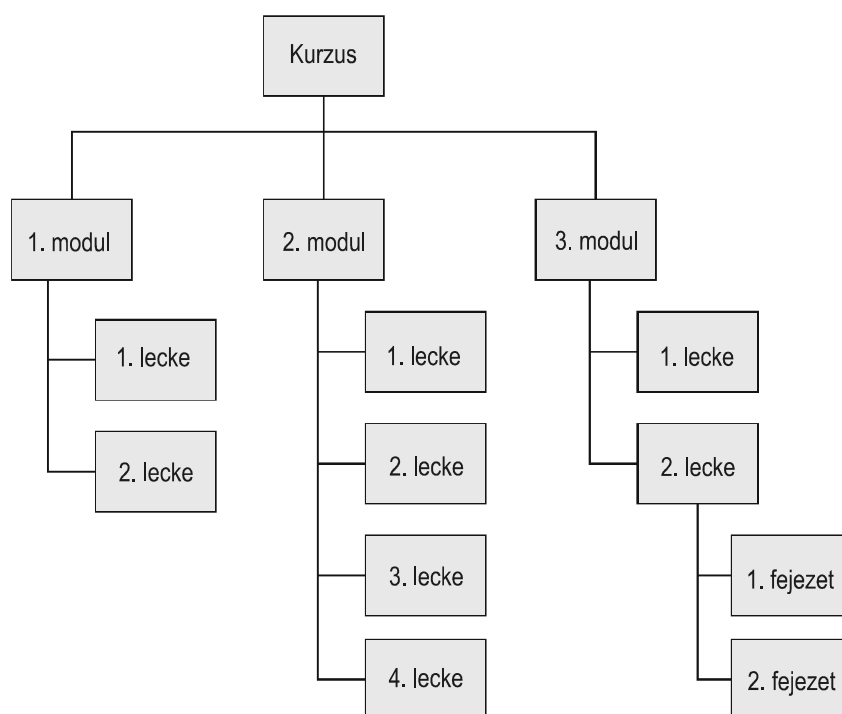 Kurzus
1. modul
2. modul
3. modul
1. lecke
2. lecke
1. lecke
2. lecke
3. lecke
4. lecke
1. lecke
2. lecke
1. fejezet
2. fejezet